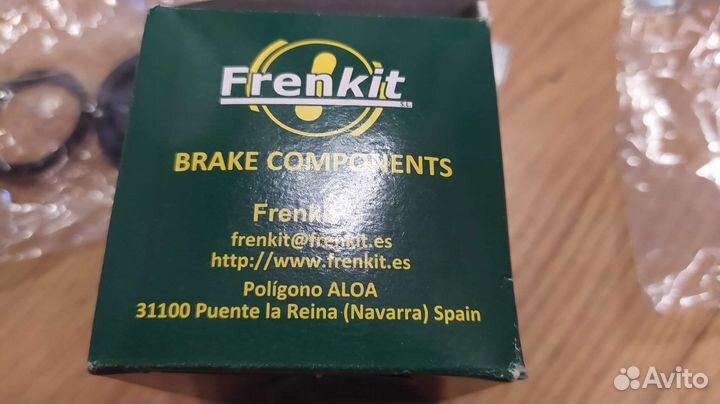 Frenkit
S.L.
BRAKE COMPONENTS
Frenkit
frenkit@frenkit.es
http://www.frenkit.es
Polígono ALOA
31100 Puente la Reina (Navarra) Spain
Avito